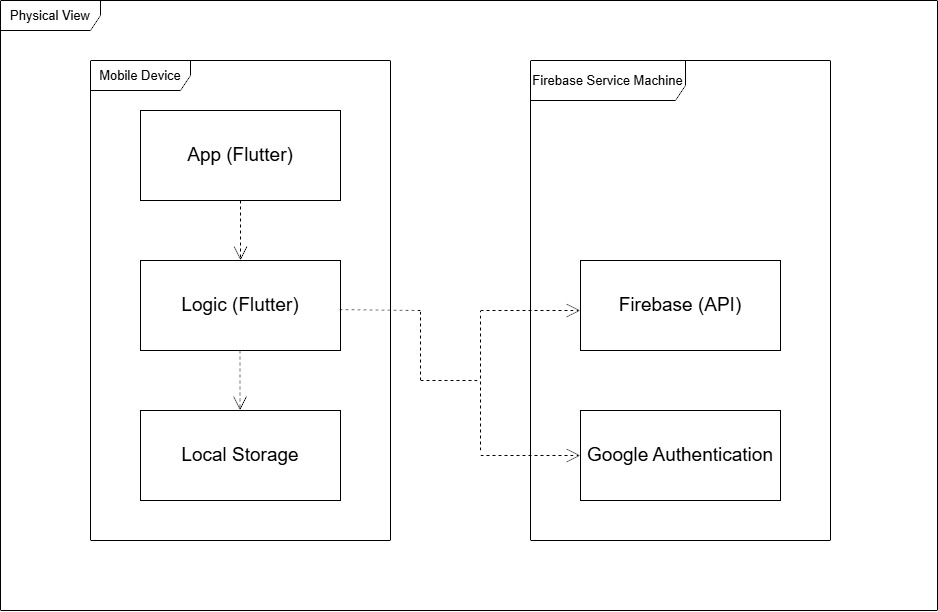 Physical View
Mobile Device
App (Flutter)
Logic (Flutter)
Local Storage
Firebase Service Machine
Firebase (API)
Google Authentication